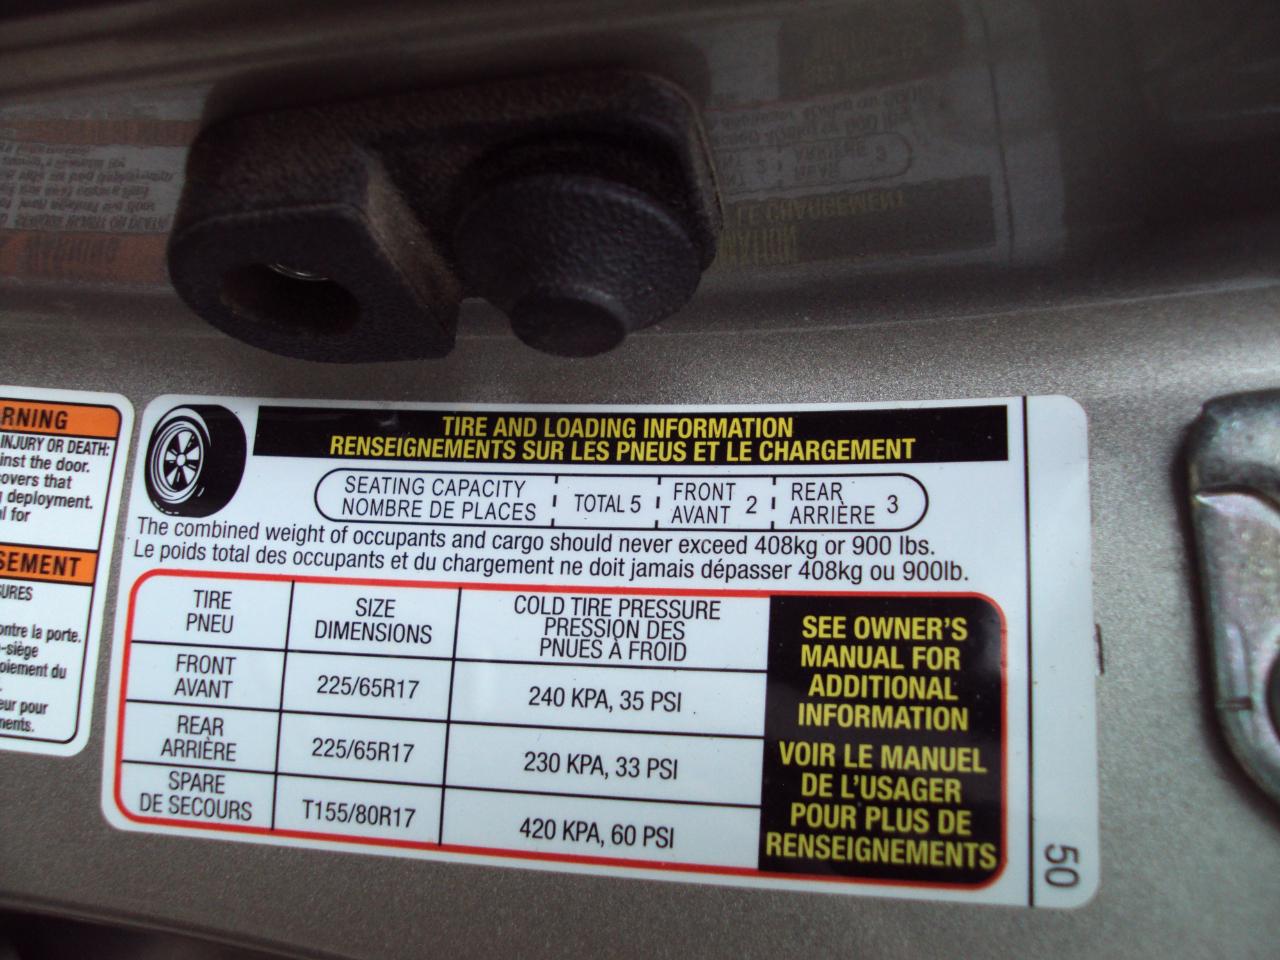 RNING
INJURY OR DEATH:
inst the door.
covers that
g deployment.
al for
SEMENT
URES
ontre la porte.
-siège
oiement du
eur pour
ments.
TIRE AND LOADING INFORMATION
RENSEIGNEMENTS SUR LES PNEUS ET LE CHARGEMENT
SEATING CAPACITY
NOMBRE DE PLACES
TOTAL 5
FRONT
AVANT 2
REAR
ARRIÈRE 3
The combined weight of occupants and cargo should never exceed 408kg or 900 lbs.
Le poids total des occupants et du chargement ne doit jamais dépasser 408kg ou 900lb.
TIRE
PNEU
SIZE
DIMENSIONS
COLD TIRE PRESSURE
PRESSION DES
PNUES À FROID
FRONT
AVANT
225/65R17
240 KPA, 35 PSI
REAR
ARRIÈRE
225/65R17
230 KPA, 33 PSI
SPARE
DE SECOURS
T155/80R17
420 KPA, 60 PSI
SEE OWNER'S
MANUAL FOR
ADDITIONAL
INFORMATION
VOIR LE MANUEL
DE L'USAGER
POUR PLUS DE
RENSEIGNEMENTS
50